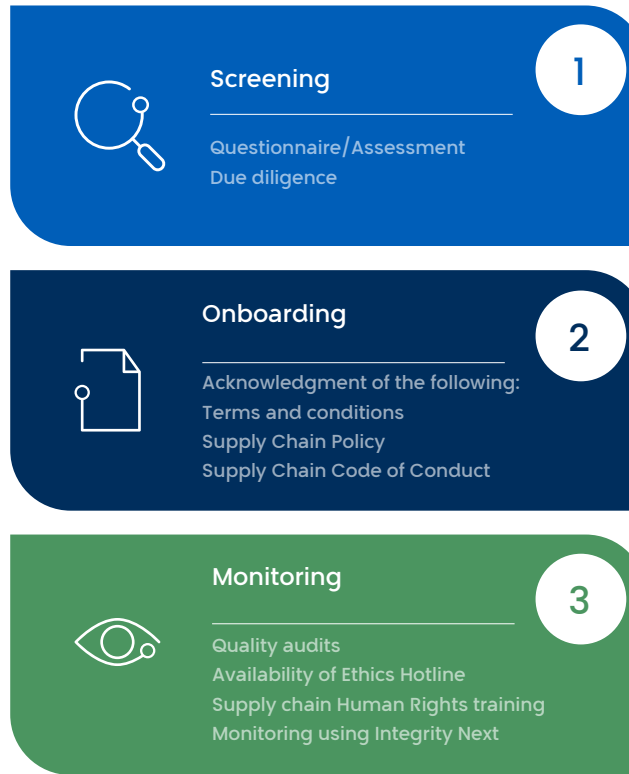 1
Screening
Questionnaire/Assessment
Due diligence
2
Onboarding
Acknowledgment of the following:
Terms and conditions
Supply Chain Policy
Supply Chain Code of Conduct
3
Monitoring
Quality audits
Availability of Ethics Hotline
Supply chain Human Rights training
Monitoring using Integrity Next